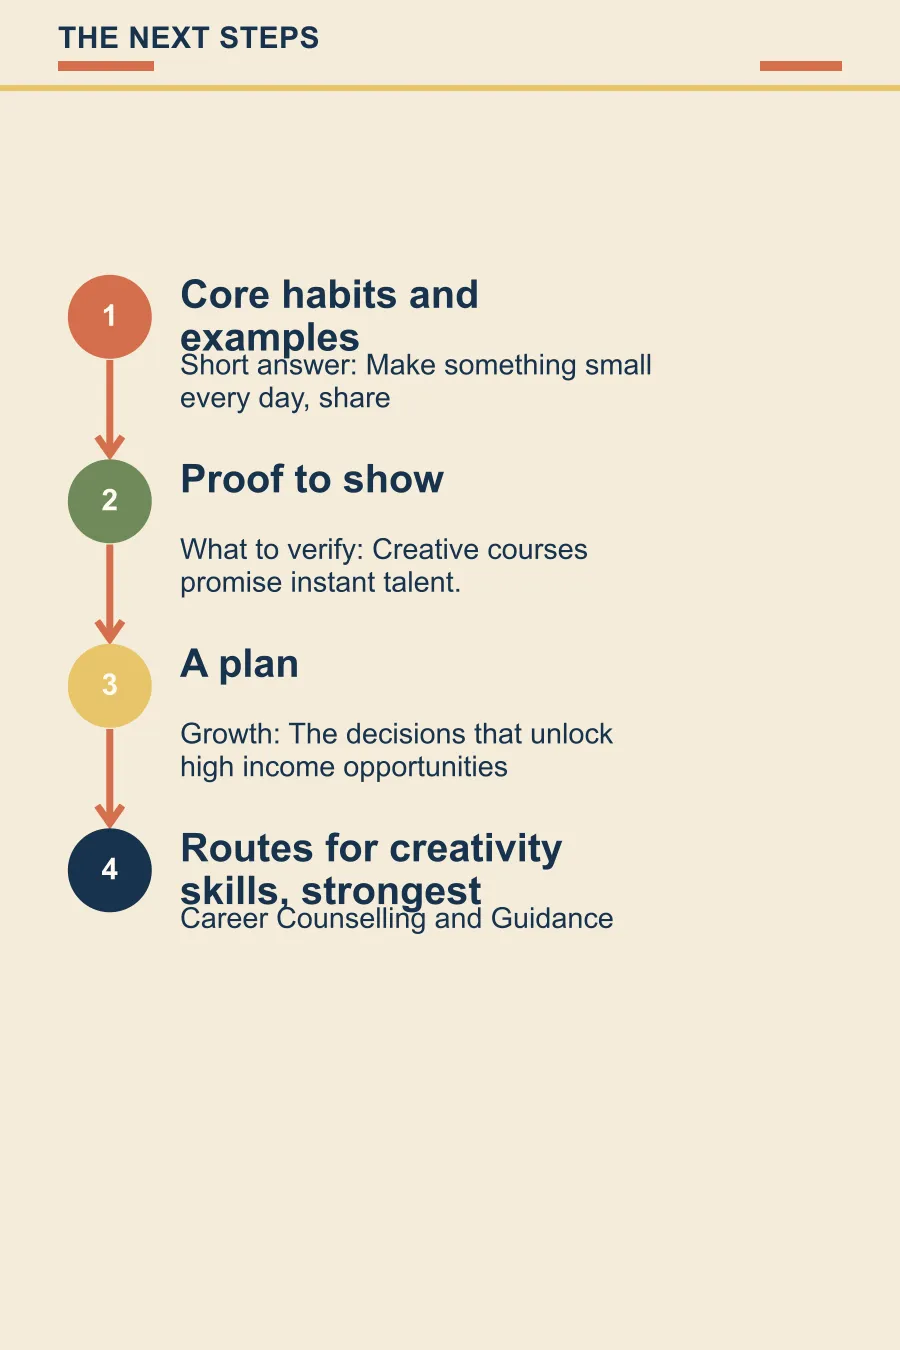 THE NEXT STEPS
1
Core habits and
examples
Short answer: Make something small
every day, share
2
Proof to show
What to verify: Creative courses
promise instant talent.
3
A plan
Growth: The decisions that unlock
high income opportunities
4
Routes for creativity
skills, strongest
Career Counselling and Guidance